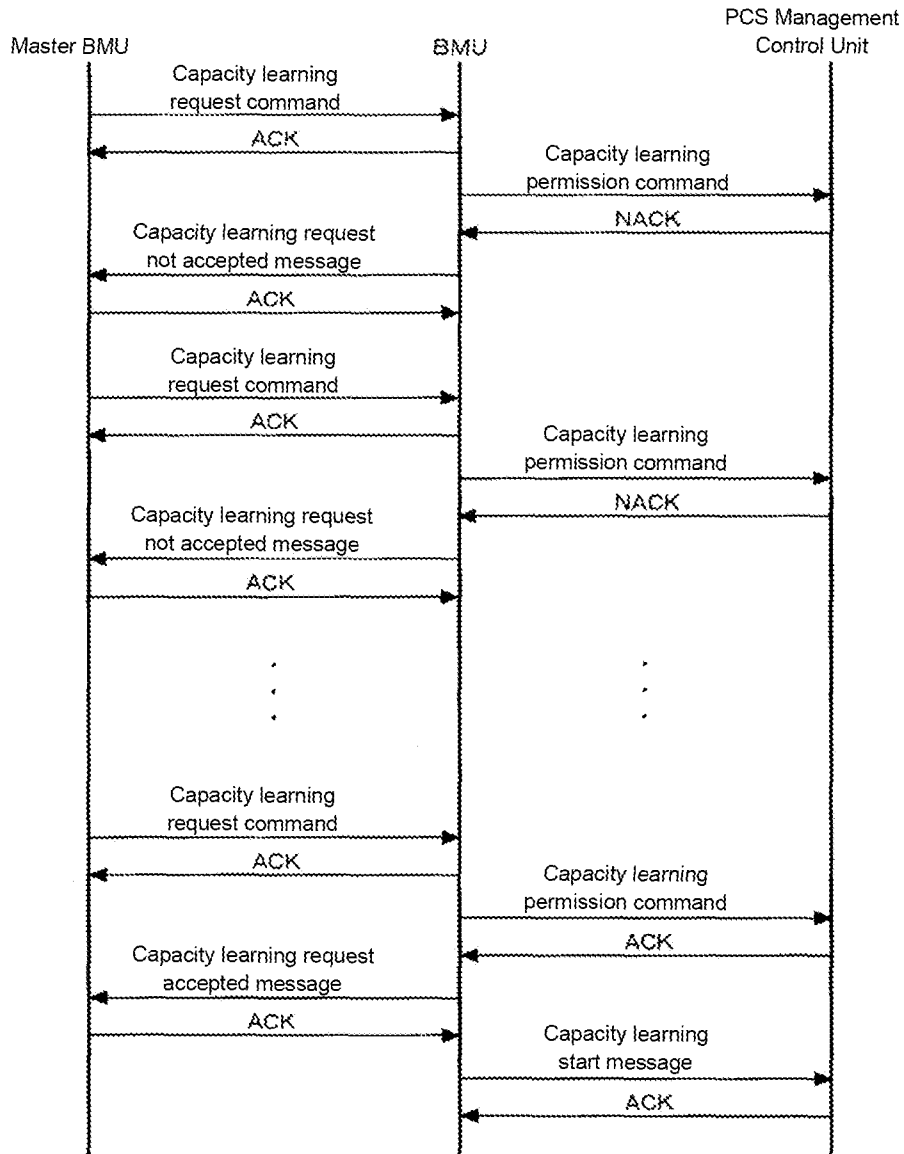 PCS Management
Control Unit
Master BMU
BMU
Capacity learning
request command
ACK
Capacity learning
permission command
NACK
Capacity learning request
not accepted message
ACK
Capacity learning
request command
ACK
Capacity learning
permission command
NACK
Capacity learning request
not accepted message
ACK
Capacity learning
request command
ACK
Capacity learning
permission command
ACK
Capacity learning request
accepted message
ACK
Capacity learning
start message
ACK